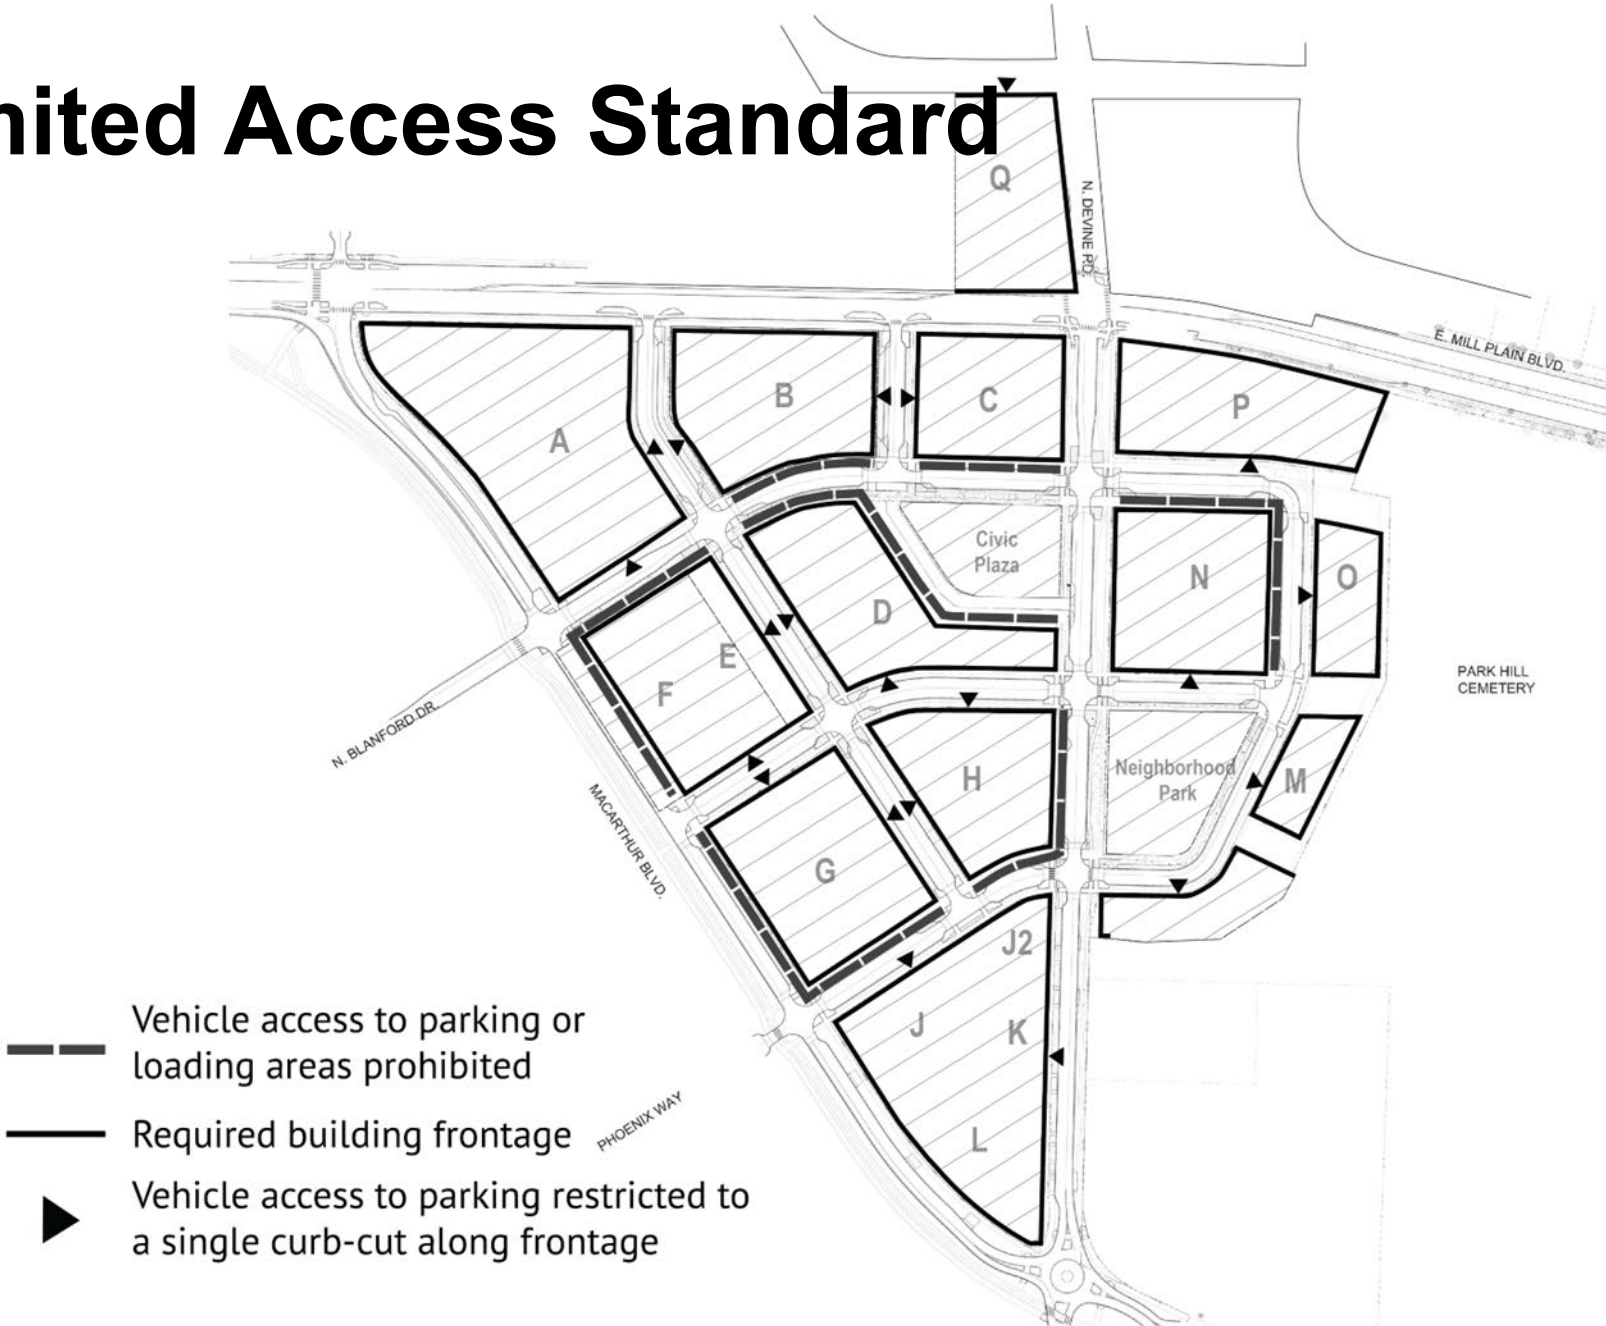 nited Access Standard
Q
N. DEVINE RD.
E. MILL PLAIN BLVD.
A
B
C
P
Civic
Plaza
N
O
D
E
F
PARK HILL
CEMETERY
N. BLANFORD DR.
H
Neighborhood
Park
M
MACARTHUR BLVD.
G
J2
J
K
L
PHOENIX WAY
Vehicle access to parking or
loading areas prohibited
Required building frontage
Vehicle access to parking restricted to
a single curb-cut along frontage